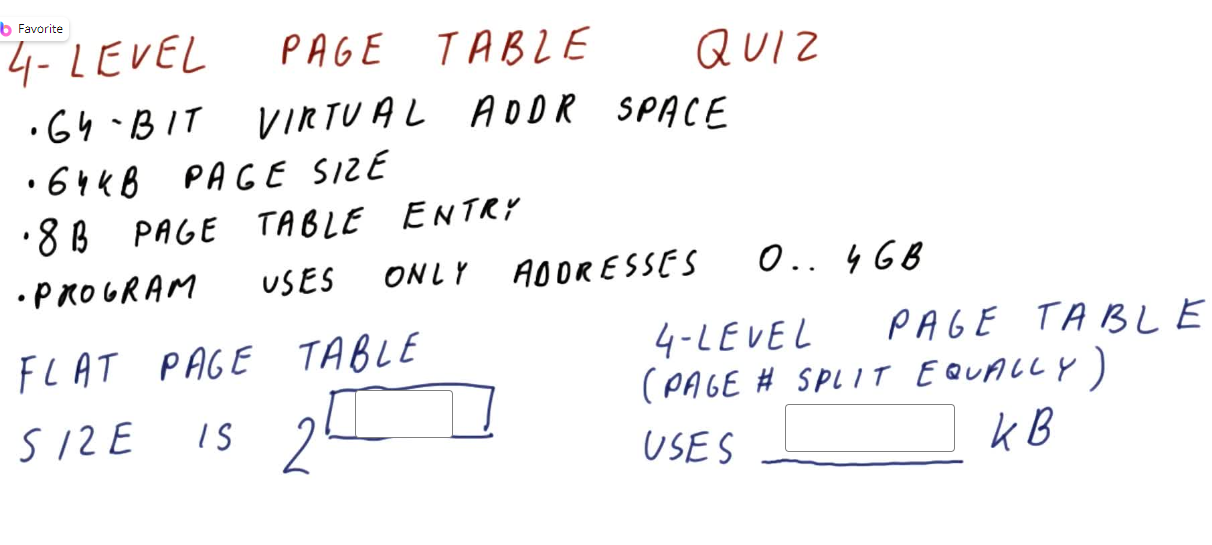 Favorite
4-LEVEL PAGE TABLE QUIZ
• 64-BIT VIRTUAL ADDR SPACE
• 64KB PAGE SIZE
• 8B PAGE TABLE ENTRY
• PROGRAM USES ONLY ADDRESSES 0..4GB
FLAT PAGE TABLE
SIZE IS 2
4-LEVEL PAGE TABLE
(PAGE # SPLIT EQUALLY)
USES kB